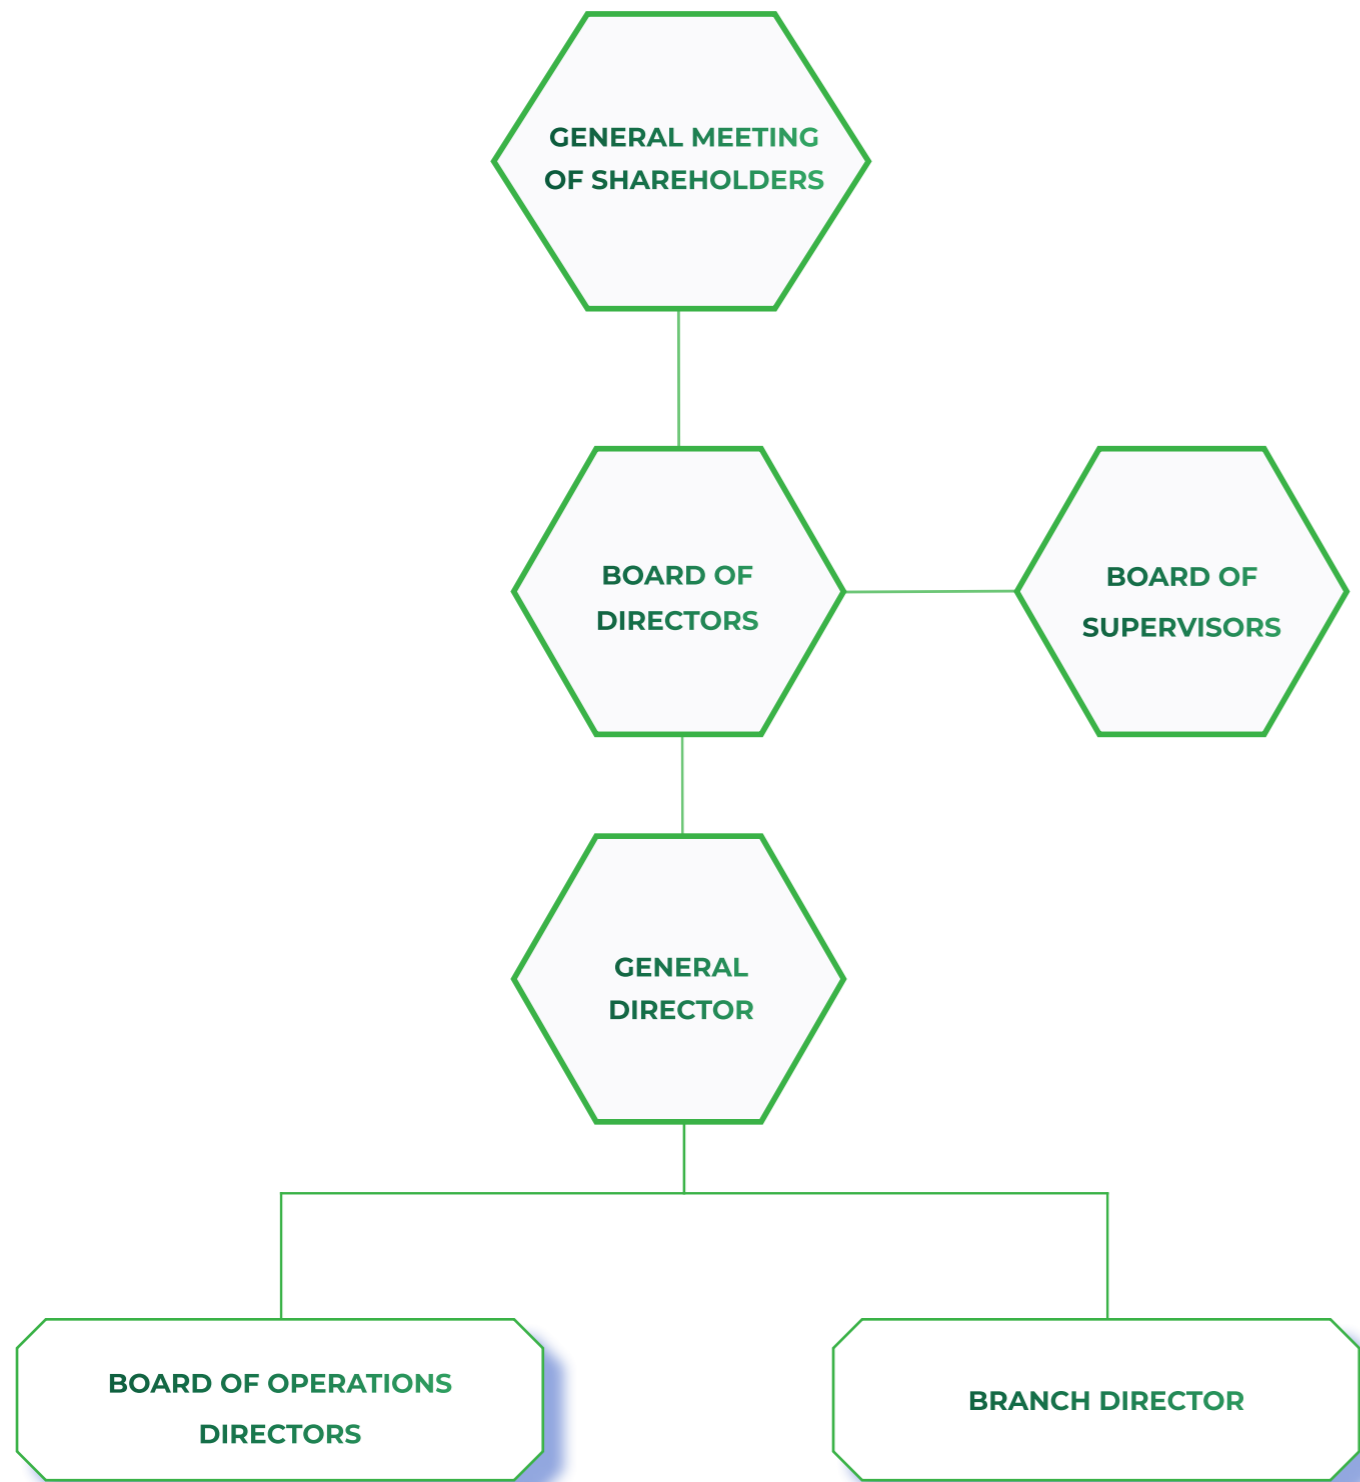 GENERAL MEETING
OF SHAREHOLDERS
BOARD OF
DIRECTORS
BOARD OF
SUPERVISORS
GENERAL
DIRECTOR
BOARD OF OPERATIONS
DIRECTORS
BRANCH DIRECTOR